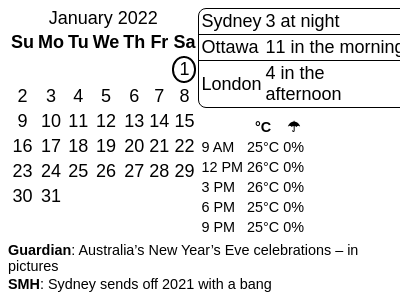 January 2022
Su Mo Tu We Th Fr Sa
1
2 3 4 5 6 7 8
9 10 11 12 13 14 15
16 17 18 19 20 21 22
23 24 25 26 27 28 29
30 31
Sydney 3 at night
Ottawa 11 in the morning
London 4 in the
afternoon
°C ☂
9 AM 25°C 0%
12 PM 26°C 0%
3 PM 26°C 0%
6 PM 25°C 0%
9 PM 25°C 0%
Guardian: Australia’s New Year’s Eve celebrations – in
pictures
SMH: Sydney sends off 2021 with a bang